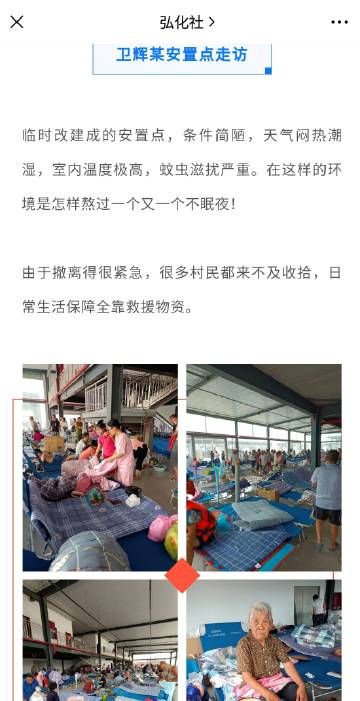 弘化社
卫辉某安置点走访
临时改建成的安置点，条件简陋，天气闷热潮
湿，室内温度极高，蚊虫滋扰严重。在这样的环
境是怎样熬过一个又一个不眠夜！
由于撤离得很紧急，很多村民都来不及收拾，日
常生活保障全靠救援物资。